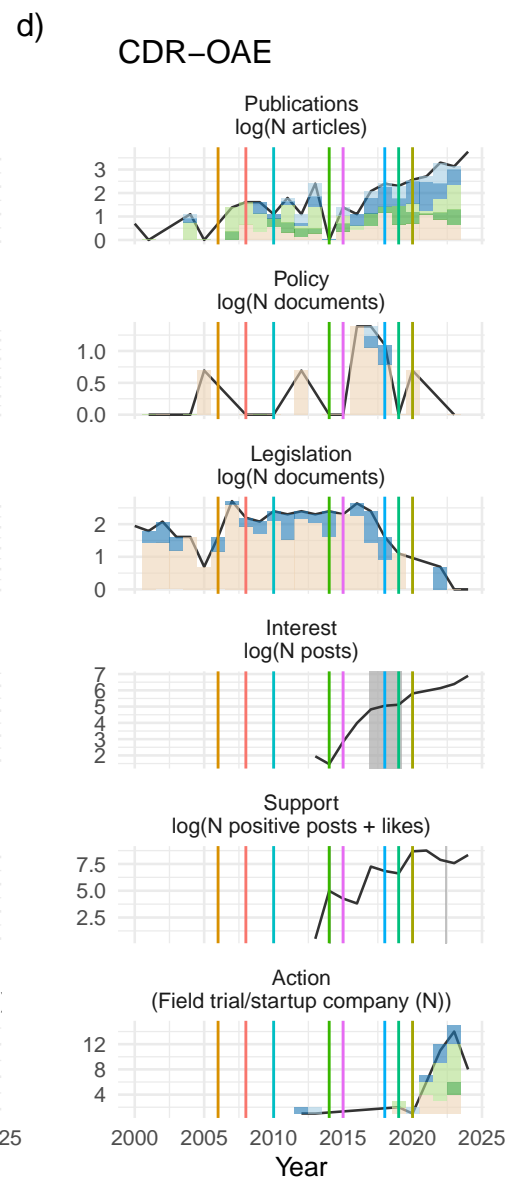 d)
CDR−OAE
Publications
log(N articles)
3
2
1
0
Policy
log(N documents)
1.0
0.5
0.0
Legislation
log(N documents)
2
1
0
Interest
log(N posts)
7
6
5
4
3
2
Support
log(N positive posts + likes)
7.5
5.0
2.5
Action
(Field trial/startup company (N))
12
8
4
25 2000 2005 2010 2015 2020 2025
Year